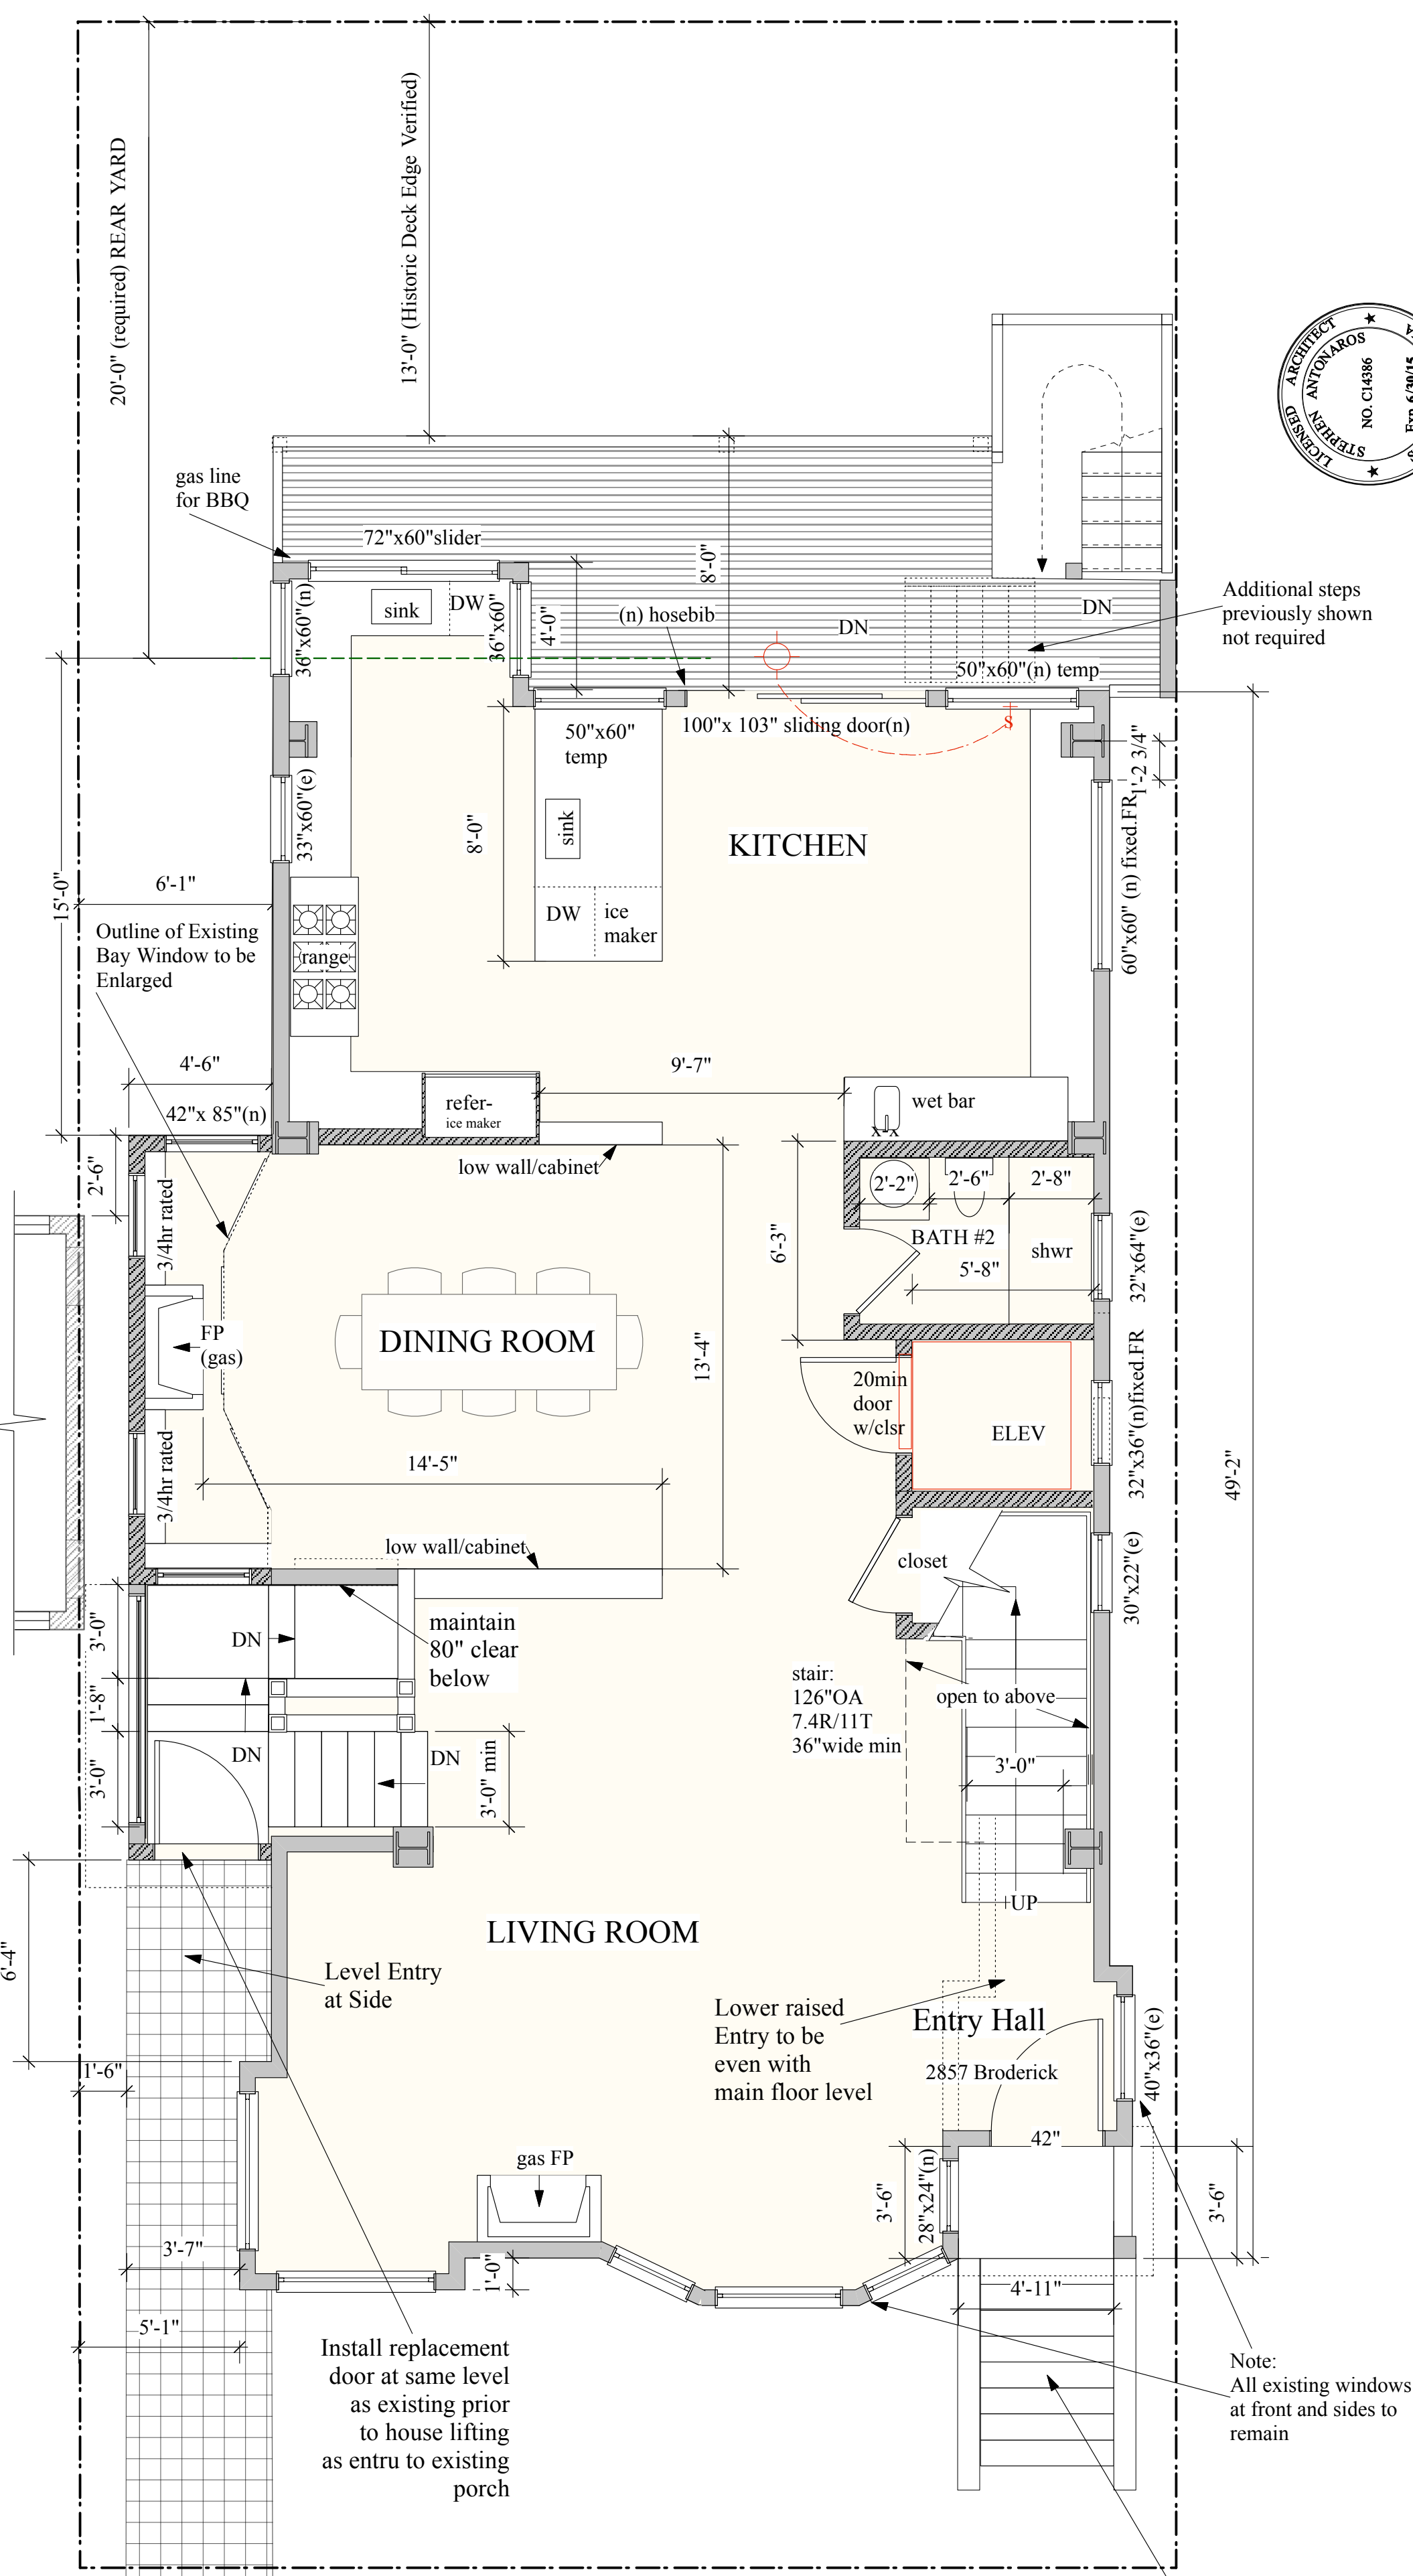 20'-0" (required) REAR YARD
13'-0" (Historic Deck Edge Verified)
LICENSED ARCHITECT
STEPHEN ANTONAROS
NO. C14386
Exp. 6/30/15
gas line
for BBQ
72"x60"slider
8'-0"
36"x60"(n)
sink
DW
36"x60"
4'-0"
(n) hosebib
DN
DN
Additional steps
previously shown
not required
50"x60"(n) temp
50"x60"
temp
100"x 103" sliding door(n)
S
1'-2 3/4"
33"x60"(e)
8'-0"
sink
KITCHEN
60"x60" (n) fixed.FR
15'-0"
6'-1"
DW
ice
maker
Outline of Existing
Bay Window to be
Enlarged
range
4'-6"
9'-7"
42"x 85"(n)
refer-
ice maker
wet bar
x-x
low wall/cabinet
2'-6"
2'-2"
2'-6"
2'-8"
3/4hr rated
6'-3"
BATH #2
shwr
5'-8"
32"x64"(e)
FP
(gas)
DINING ROOM
13'-4"
20min
door
w/clsr
ELEV
32"x36"(n)fixed.FR
14'-5"
3/4hr rated
49'-2"
low wall/cabinet
closet
30"x22"(e)
3'-0"
DN
maintain
80" clear
below
stair:
126"OA
7.4R/11T
36"wide min
open to above
1'-8"
DN
DN
3'-0"
3'-0"
3'-0" min
UP
LIVING ROOM
6'-4"
Level Entry
at Side
Lower raised
Entry to be
even with
main floor level
Entry Hall
2857 Broderick
40"x36"(e)
1'-6"
42"
gas FP
3'-6"
28"x24"(n)
3'-6"
3'-7"
1'-0"
4'-11"
5'-1"
Install replacement
door at same level
as existing prior
to house lifting
as entru to existing
porch
Note:
All existing windows
at front and sides to
remain